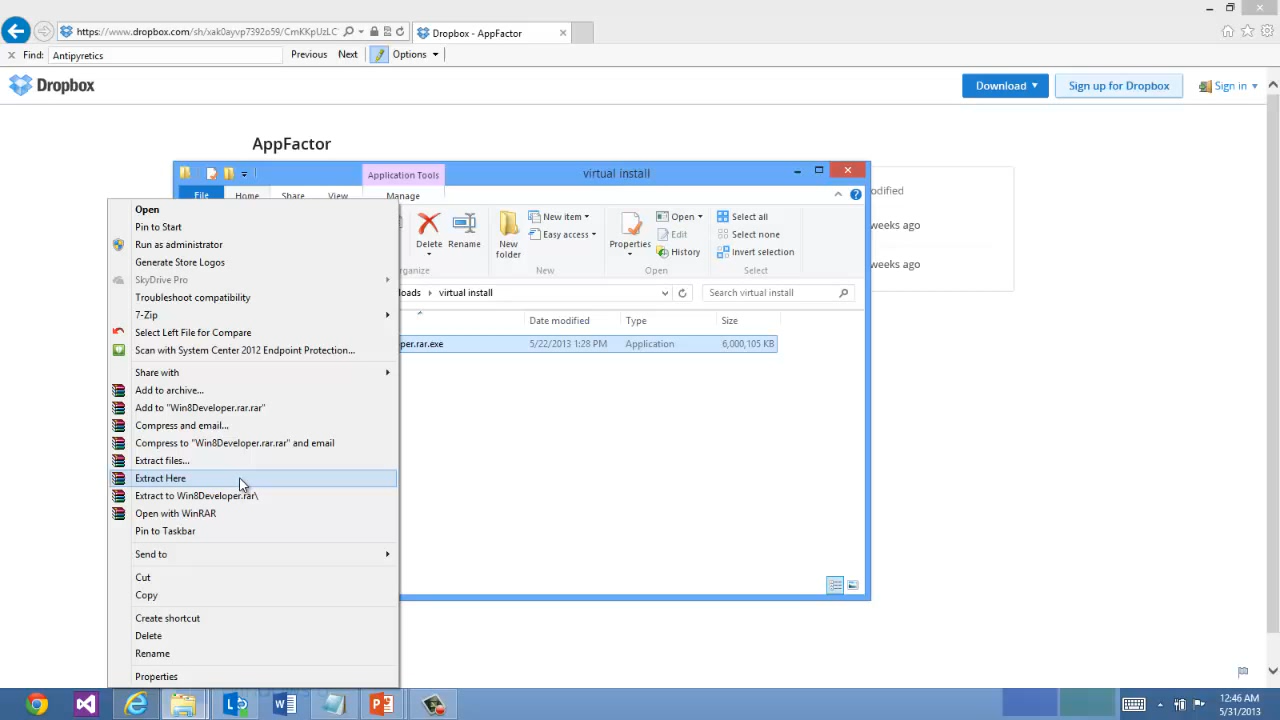 https://www.dropbox.com/sh/xak0ayvp7392o59/CmKKpUzLC
Dropbox - AppFactor
Find: Antipyretics Previous Next Options
Dropbox
Download
Sign up for Dropbox
Sign in
AppFactor
Application Tools
virtual install
File Home Share View Manage
Delete
Rename
New folder
New item
Easy access
Properties
Open
Edit
History
Select all
Select none
Invert selection
organize New Open Select
loads virtual install
Search virtual install
Date modified Type Size
per.rar.exe 5/22/2013 1:28 PM Application 6,000,105 KB
odified
weeks ago
weeks ago
Open
Pin to Start
Run as administrator
Generate Store Logos
SkyDrive Pro
Troubleshoot compatibility
7-Zip
Select Left File for Compare
Scan with System Center 2012 Endpoint Protection...
Share with
Add to archive...
Add to "Win8Developer.rar.rar"
Compress and email...
Compress to "Win8Developer.rar.rar" and email
Extract files...
Extract Here
Extract to Win8Developer.rar\
Open with WinRAR
Pin to Taskbar
Send to
Cut
Copy
Create shortcut
Delete
Rename
Properties
12:46 AM
5/31/2013